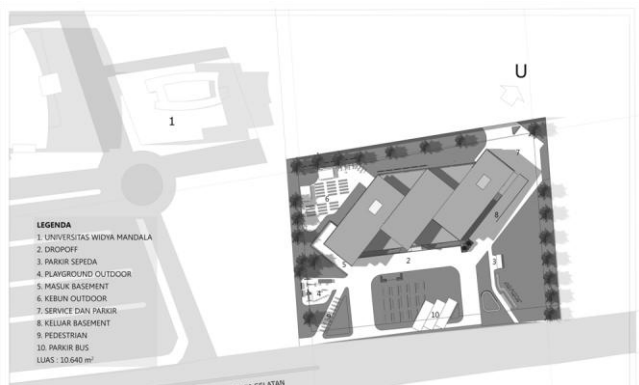 U
1
LEGENDA
1. UNIVERSITAS WIDYA MANDALA
2. DROPOFF
3. PARKIR SEPEDA
4. PLAYGROUND OUTDOOR
5. MASUK BASEMENT
6. KEBUN OUTDOOR
7. SERVICE DAN PARKIR
8. KELUAR BASEMENT
9. PEDESTRIAN
10. PARKIR BUS
LUAS : 10.640 m²
6
8
2
3
5
4
10
SELATAN